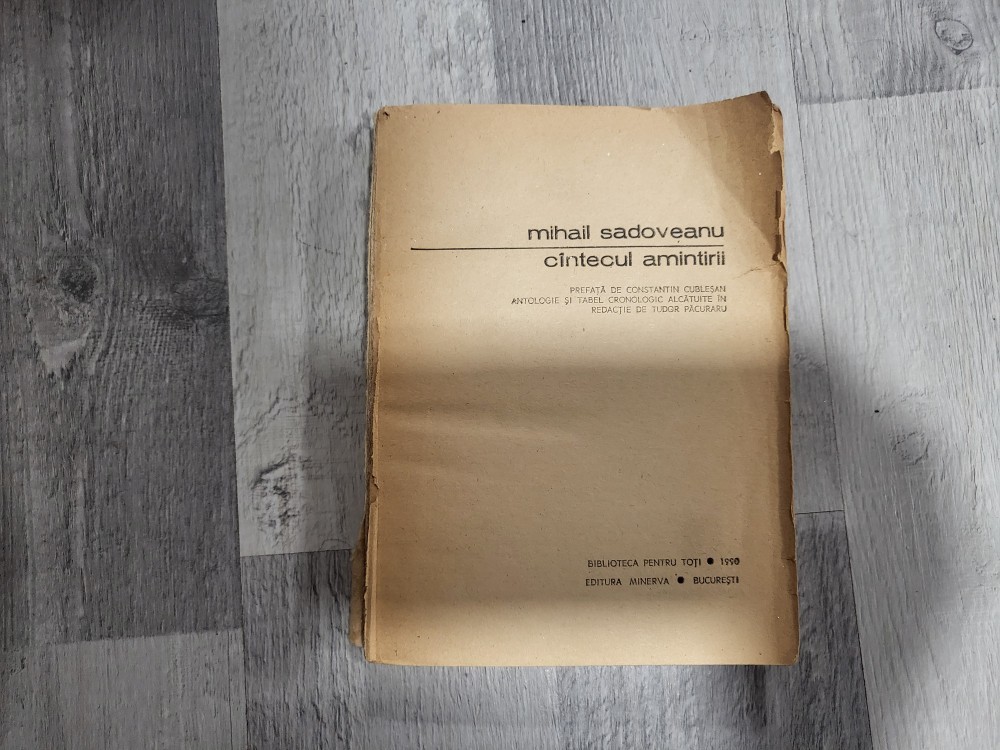 mihail sadoveanu
cîntecul amintirii
PREFAȚĂ DE CONSTANTIN CUBLEȘAN
ANTOLOGIE ȘI TABEL CRONOLOGIC ALCĂTUITE ÎN
REDACȚIE DE TUDOR PĂCURARU
BIBLIOTECA PENTRU TOȚI ● 1990
EDITURA MINERVA ● BUCUREȘTI